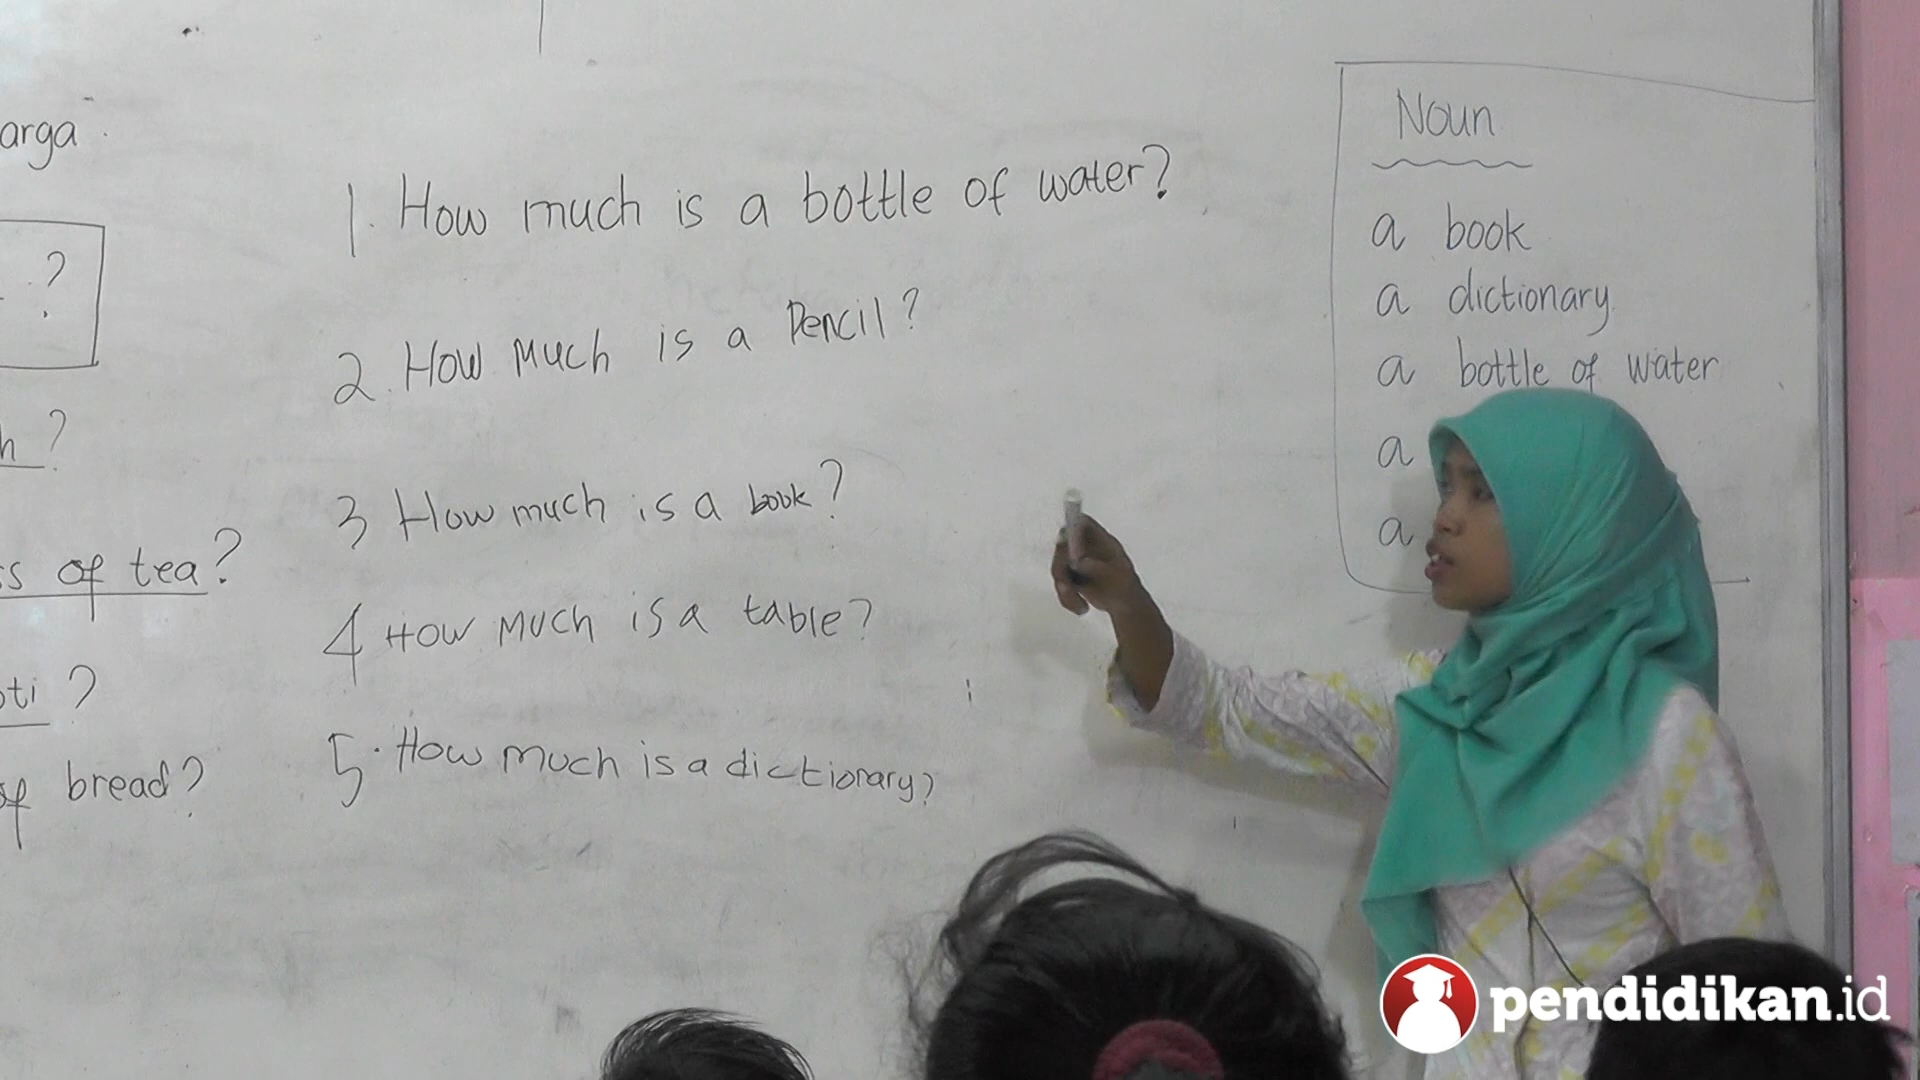 arga
?
h ?
s of tea?
oti ?
of bread?
1. How much is a bottle of water?
2. How much is a Pencil?
3 How much is a book?
4 How much is a table?
5. How much is a dictionary?
Noun
a book
a dictionary
a bottle of water
a
a
pendidikan.id